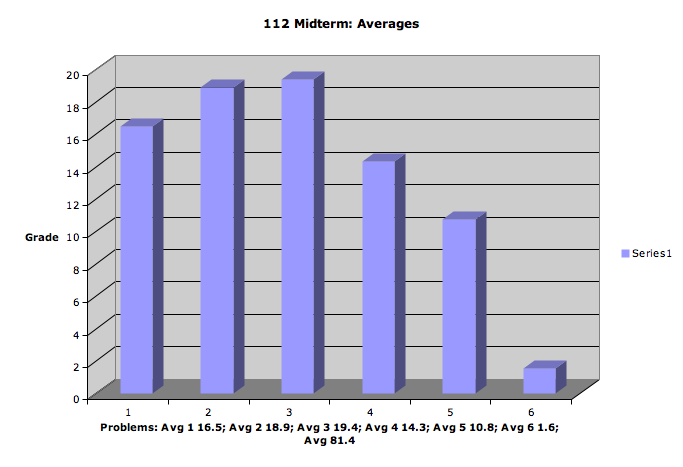 112 Midterm: Averages
20
18
16
14
12
10
8
6
4
2
0
Grade
Series1
1 2 3 4 5 6
Problems: Avg 1 16.5; Avg 2 18.9; Avg 3 19.4; Avg 4 14.3; Avg 5 10.8; Avg 6 1.6;
Avg 81.4